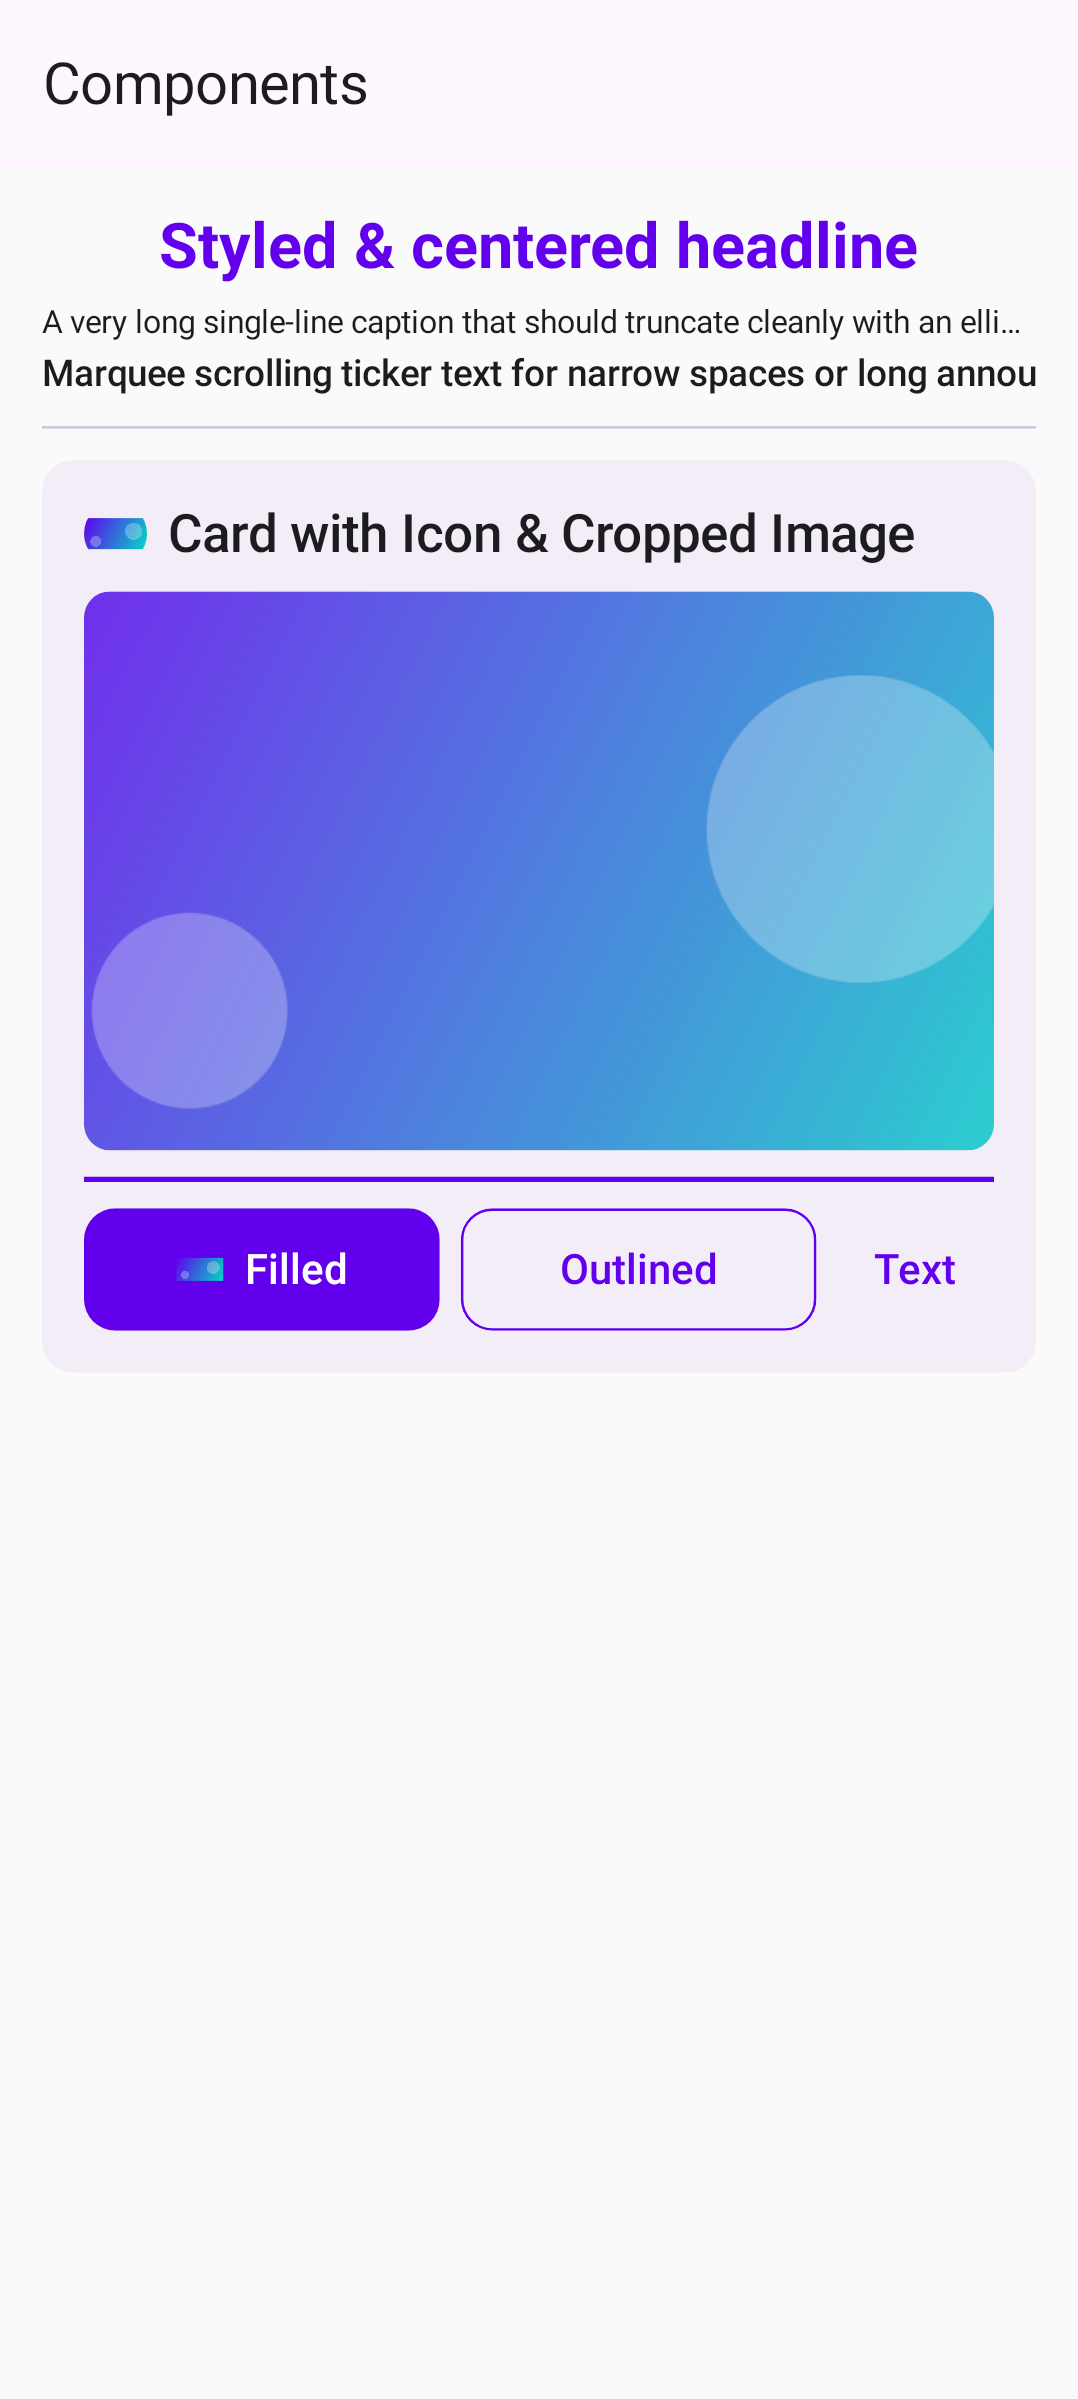 Components
Styled & centered headline
A very long single-line caption that should truncate cleanly with an elli…
Marquee scrolling ticker text for narrow spaces or long annou
Card with Icon & Cropped Image
Filled
Outlined
Text